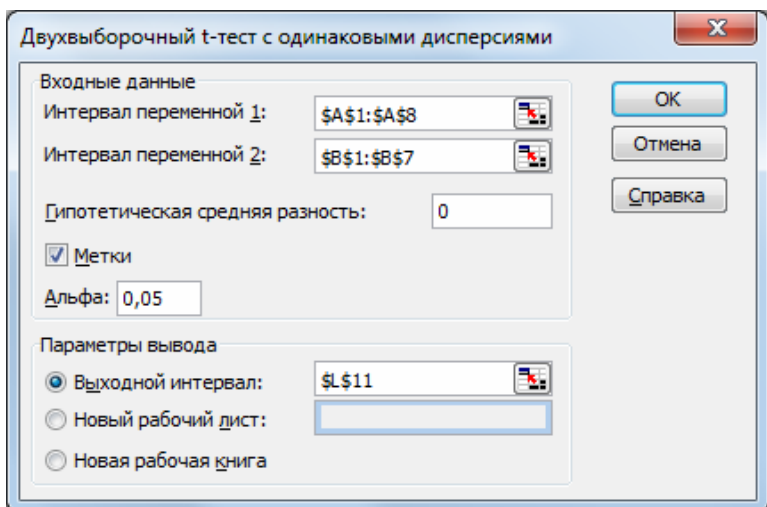 Двухвыборочный t-тест с одинаковыми дисперсиями
Входные данные
Интервал переменной 1: $A$1:$A$8
Интервал переменной 2: $B$1:$B$7
Гипотетическая средняя разность: 0
Метки
Альфа: 0,05
OK
Отмена
Справка
Параметры вывода
Выходной интервал: $L$11
Новый рабочий лист:
Новая рабочая книга